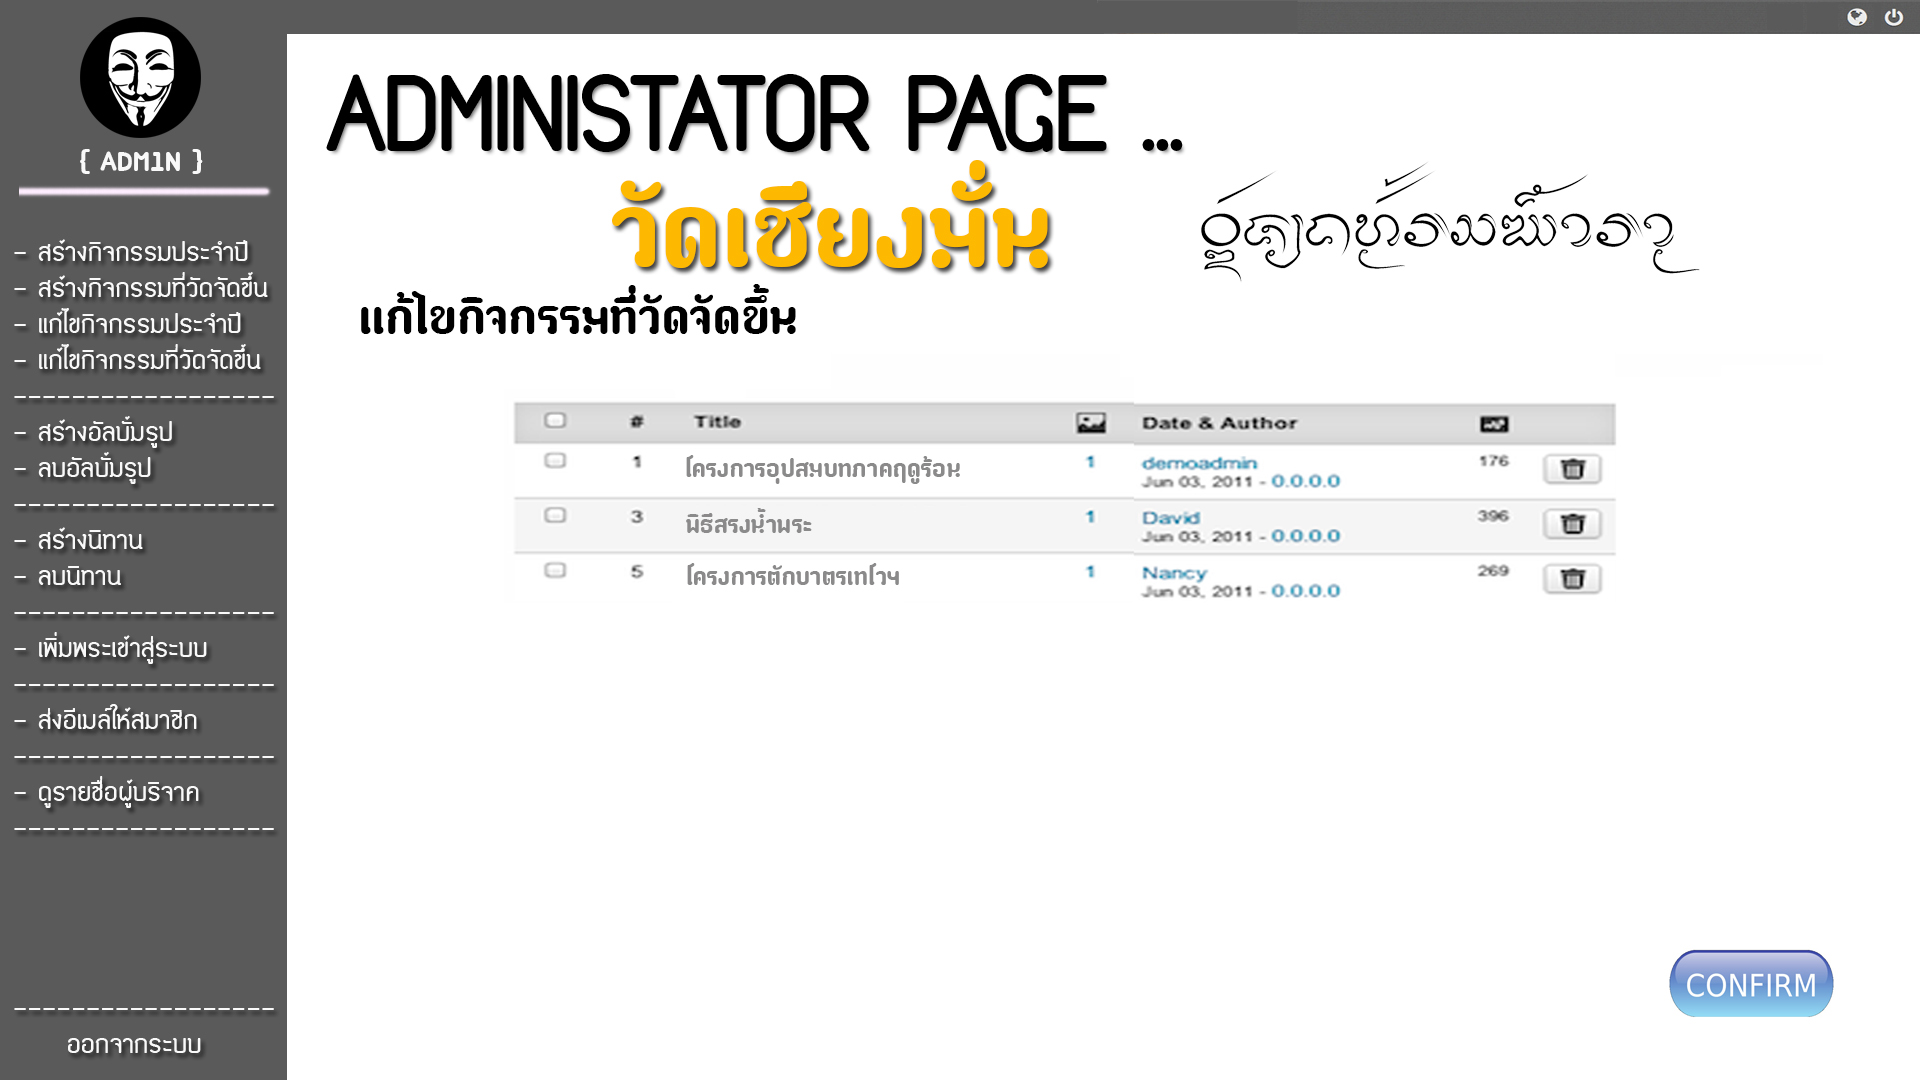 { ADM1N }
- สร้างกิจกรรมประจำปี
- สร้างกิจกรรมที่วัดจัดขึ้น
- แก้ไขกิจกรรมประจำปี
- แก้ไขกิจกรรมที่วัดจัดขึ้น
------------------
- สร้างอัลบั้มรูป
- ลบอัลบั้มรูป
------------------
- สร้างนิทาน
- ลบนิทาน
------------------
- เพิ่มพระเข้าสู่ระบบ
------------------
- ส่งอีเมล์ให้สมาชิก
------------------
- ดูรายชื่อผู้บริจาค
------------------
------------------
ออกจากระบบ
ADMINISTATOR PAGE ...
วัดเชียงมั่น
แก้ไขกิจกรรมที่วัดจัดขึ้น
# Title Date & Author
1 โครงการอุปสมบทภาคฤดูร้อน 1 demoadmin 176
Jun 03, 2011 - 0.0.0.0
3 พิธีสรงน้ำพระ 1 David 396
Jun 03, 2011 - 0.0.0.0
5 โครงการตักบาตรเทโวฯ 1 Nancy 269
Jun 03, 2011 - 0.0.0.0
CONFIRM